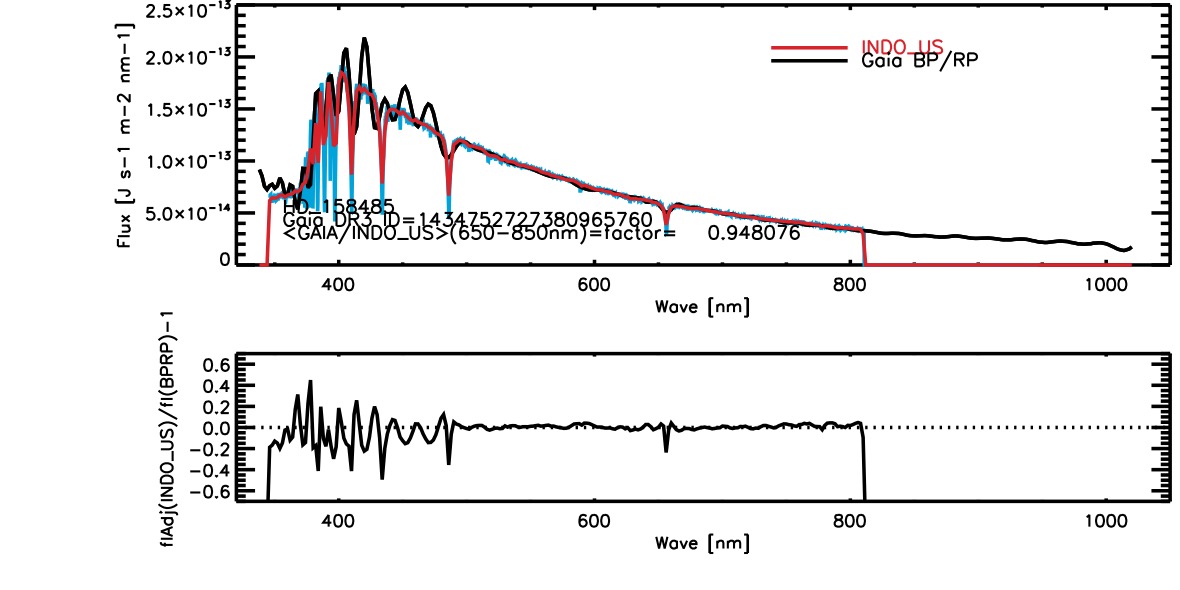 2.5×10⁻¹³
2.0×10⁻¹³
1.5×10⁻¹³
1.0×10⁻¹³
5.0×10⁻¹⁴
0
Flux [J s-1 m-2 nm-1]
INDO_US
Gaia BP/RP
HD_158485
Gaia DR3 ID=1434752727380965760
<GAIA/INDO_US>(650-850nm)=factor= 0.948076
400 600 800 1000
Wave [nm]
flAdj(INDO_US)/fl(BPRP)-1
0.6
0.4
0.2
0.0
-0.2
-0.4
-0.6
400 600 800 1000
Wave [nm]